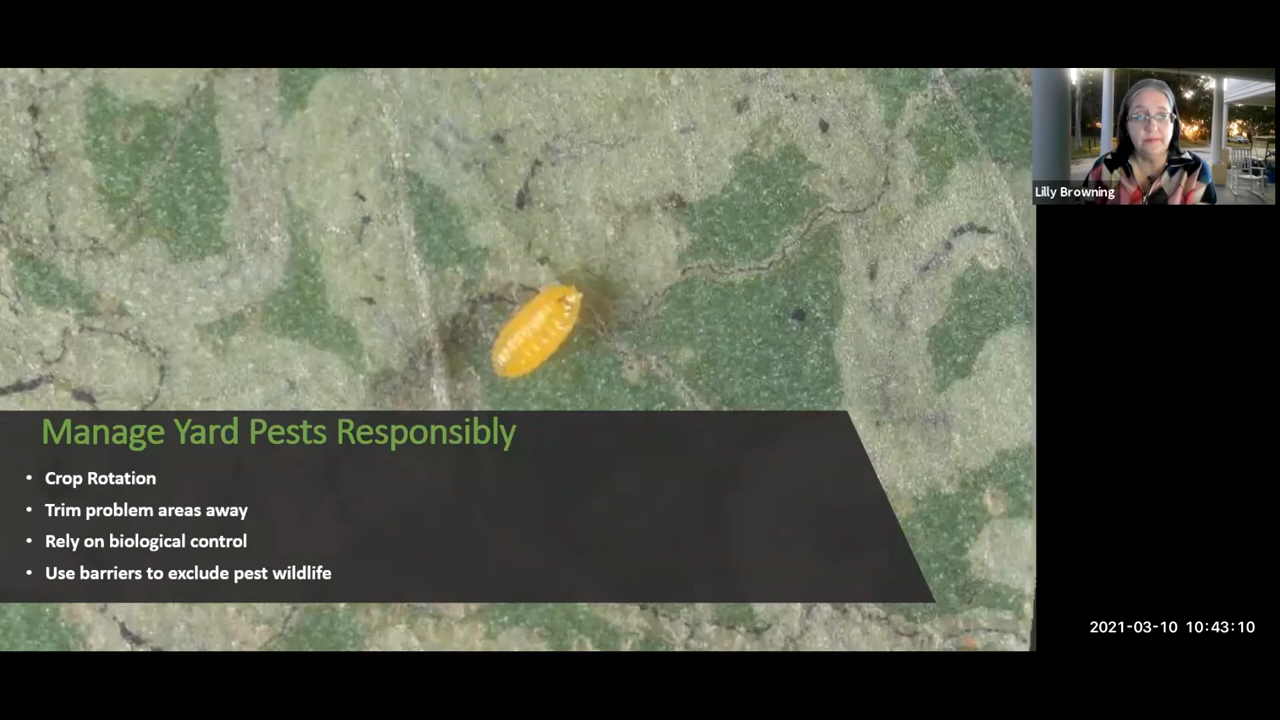 Lilly Browning
Manage Yard Pests Responsibly
• Crop Rotation
• Trim problem areas away
• Rely on biological control
• Use barriers to exclude pest wildlife
2021-03-10 10:43:10